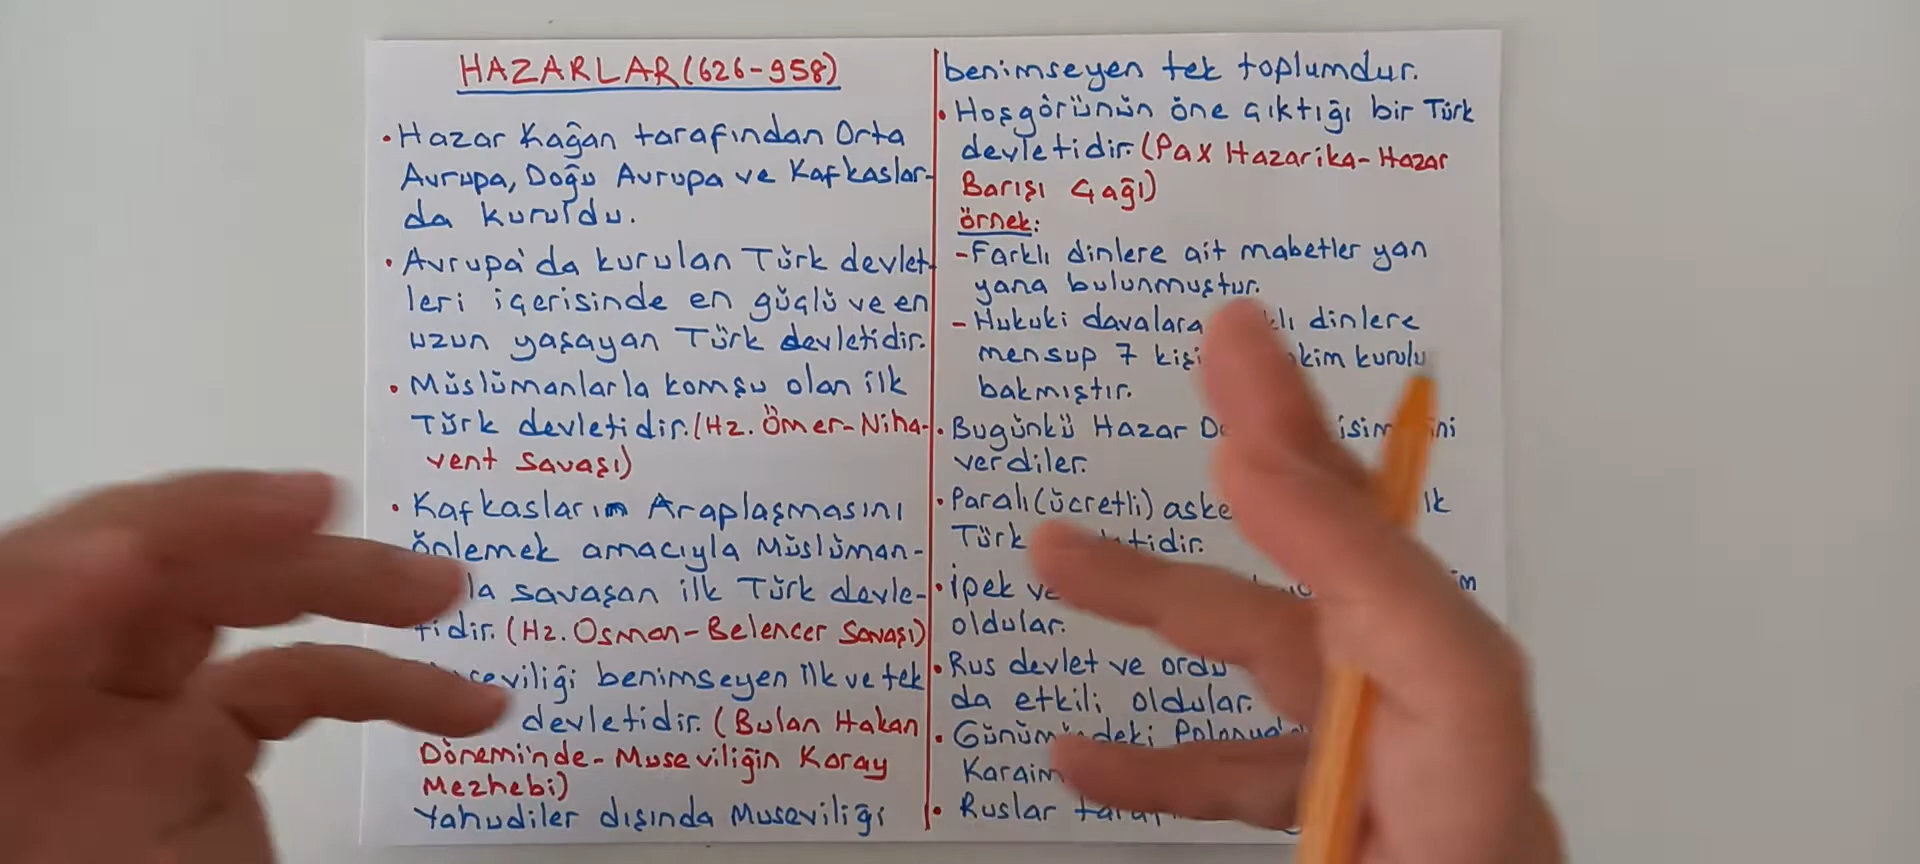 HAZARLAR(626-958)
• Hazar Kağan tarafından Orta
Avrupa, Doğu Avrupa ve Kafkaslar-
da kuruldu.
• Avrupa'da kurulan Türk devlet-
leri içerisinde en güçlü ve en
uzun yaşayan Türk devletidir.
• Müslümanlarla komşu olan ilk
Türk devletidir.(Hz. Ömer-Niha-
vent Savaşı)
• Kafkasların Araplaşmasını
önlemek amacıyla Müslüman-
la savaşan ilk Türk devle-
tidir. (Hz. Osman-Belencer Savaşı)
benimseyen ilk ve tek
devletidir. (Bulan Hakan
Dönemi'nde-Museviliğin Karay
Mezhebi)
Yahudiler dışında Museviliği
benimseyen tek toplumdur.
• Hoşgörünün öne çıktığı bir Türk
devletidir.(Pax Hazarika-Hazar
Barışı Çağı)
örnek:
-Farklı dinlere ait mabetler yan
yana bulunmuştur.
- Hukuki davalara dinlere
mensup 7 kurulu
bakmıştır.
• Bugünkü Hazar
verdiler.
• Paralı(ücretli)
Türk
• İpek
oldular.
• Rus devlet ve ordu
da etkili oldular.
•
• Ruslar